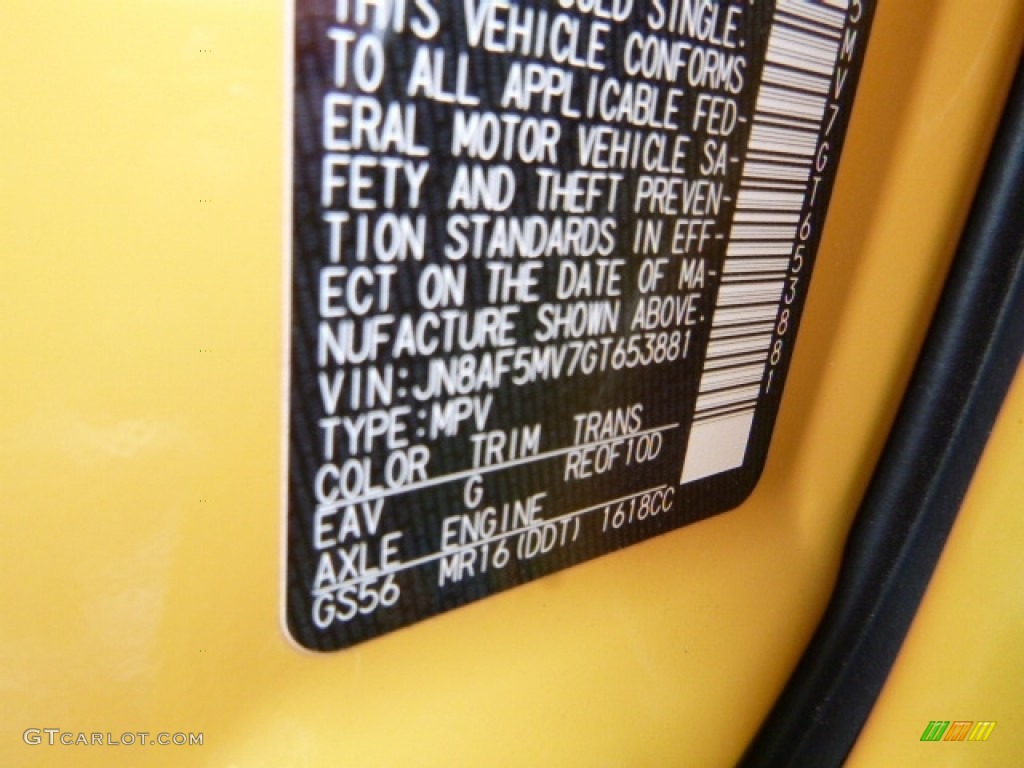 SINGLE.
THIS VEHICLE CONFORMS
TO ALL APPLICABLE FED-
ERAL MOTOR VEHICLE SA-
FETY AND THEFT PREVEN-
TION STANDARDS IN EFF-
ECT ON THE DATE OF MA-
NUFACTURE SHOWN ABOVE.
VIN:JN8AF5MV7GT653881
TYPE:MPV
COLOR TRIM TRANS
EAV G RE0F10D
AXLE ENGINE
GS56 MR16(DDT) 1618CC
5MV7GT653881
GTCARLOT.COM